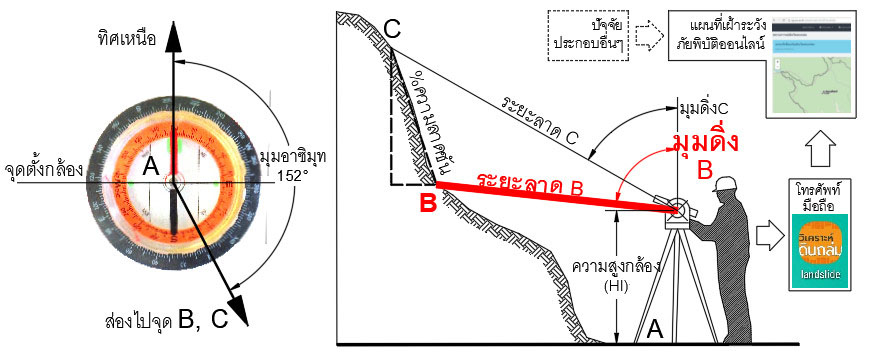 ทิศเหนือ
A
จุดตั้งกล้อง
มุมอาซิมุท
152°
ส่องไปจุด B, C
C
%ความลาดชัน
ระยะลาด C
มุมดิ่งC
มุมดิ่ง
B
ระยะลาด B
B
ความสูงกล้อง
(HI)
A
ปัจจัย
ประกอบอื่นๆ
แผนที่เฝ้าระวัง
ภัยพิบัติออนไลน์
โทรศัพท์
มือถือ
วิเคราะห์
ดินถล่ม
landslide